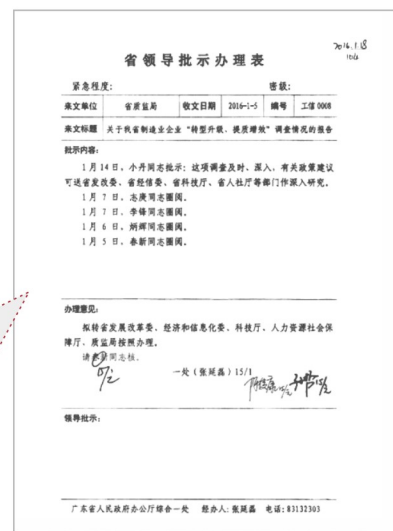 2016.1.18
省领导批示办理表
紧急程度： 密级：
来文单位 省质监局 收文日期 2016-1-5 编号 工信 0008
来文标题 关于我省制造业企业“转型升级、提质增效”调查情况的报告
批示内容：
1 月 14 日，小丹同志批示：这项调查及时、深入，有关政策建议
可送省发改委、省经信委、省科技厅、省人社厅等部门作深入研究。
1 月 7 日，志庚同志圈阅。
1 月 7 日，李锋同志圈阅。
1 月 6 日，炳辉同志圈阅。
1 月 5 日，春新同志圈阅。
办理意见：
拟转省发展改革委、经济和信息化委、科技厅、人力资源社会保
障厅、质监局按照办理。
请 同志核。
一处（张延磊）15/1
领导批示：
广东省人民政府办公厅综合一处 经办人：张延磊 电话：83132303